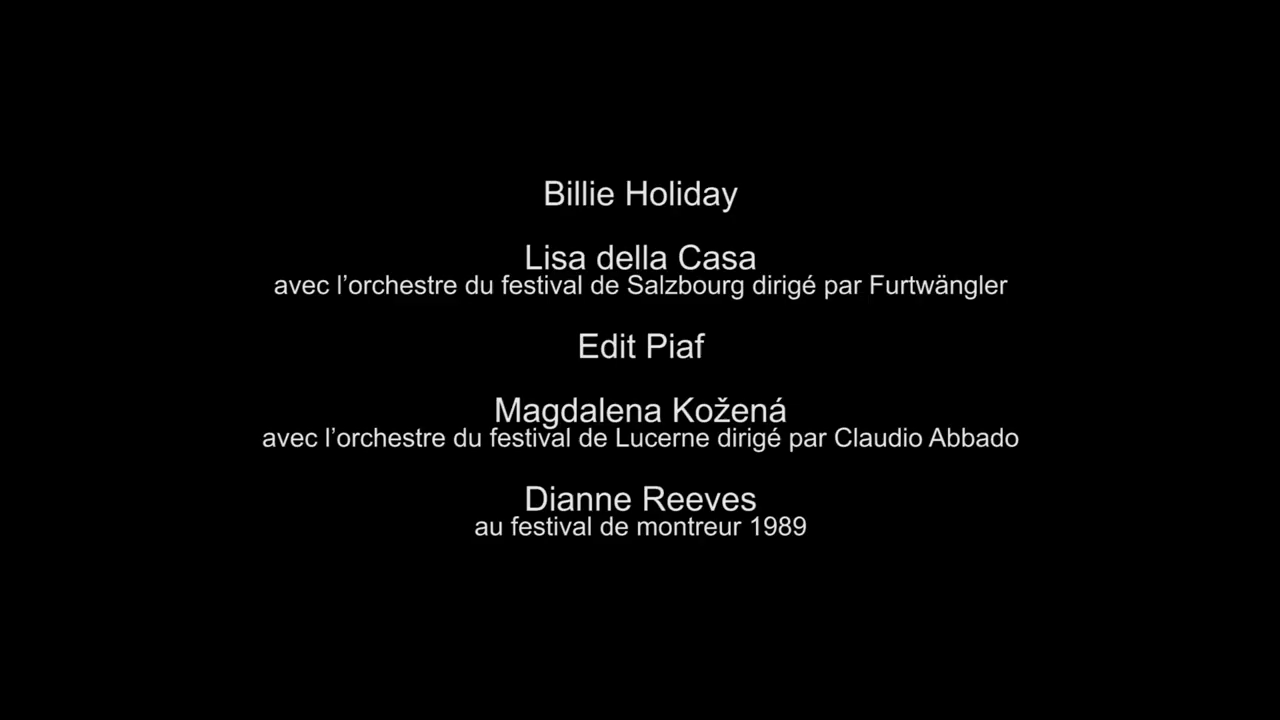 Billie Holiday
Lisa della Casa
avec l’orchestre du festival de Salzbourg dirigé par Furtwängler
Edit Piaf
Magdalena Kožená
avec l’orchestre du festival de Lucerne dirigé par Claudio Abbado
Dianne Reeves
au festival de montreur 1989